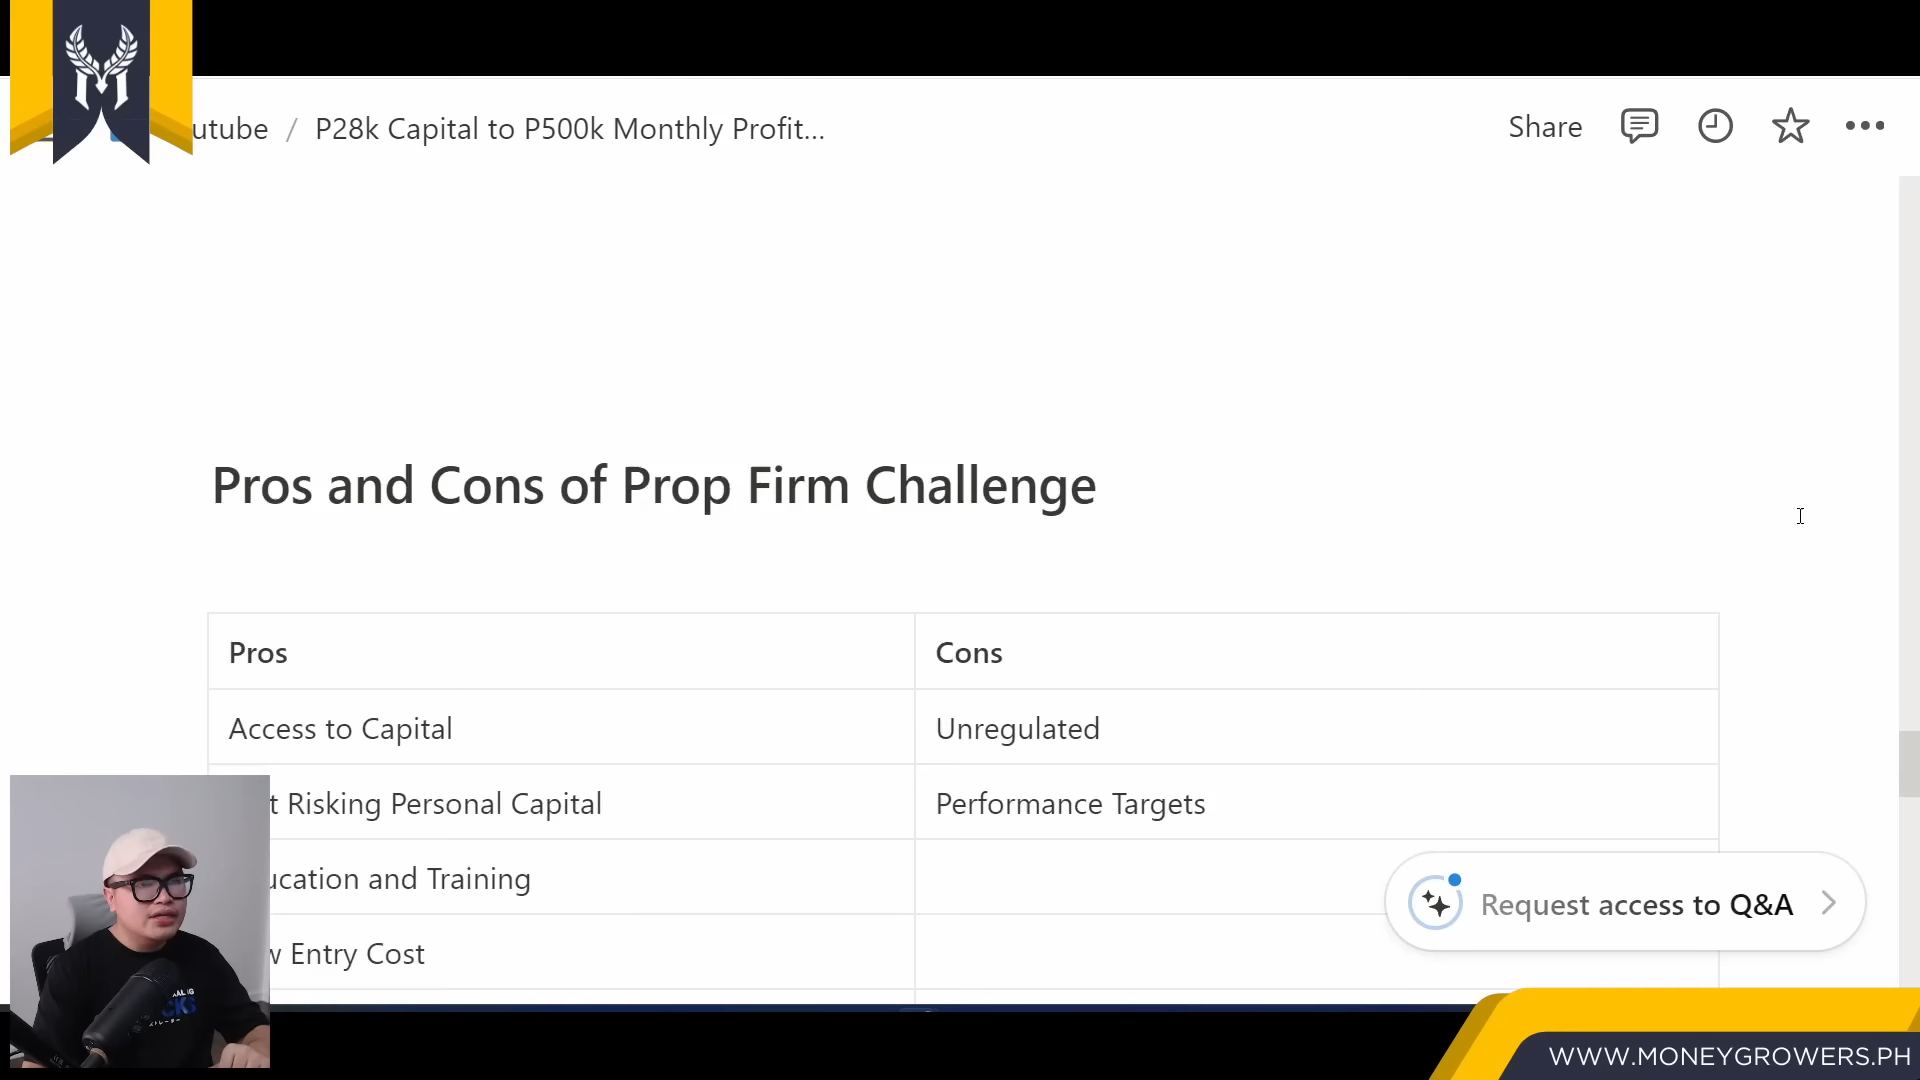 utube / P28k Capital to P500k Monthly Profit...
Share
Pros and Cons of Prop Firm Challenge
Pros
Cons
Access to Capital
Unregulated
t Risking Personal Capital
Performance Targets
ucation and Training
w Entry Cost
Request access to Q&A
WWW.MONEYGROWERS.PH